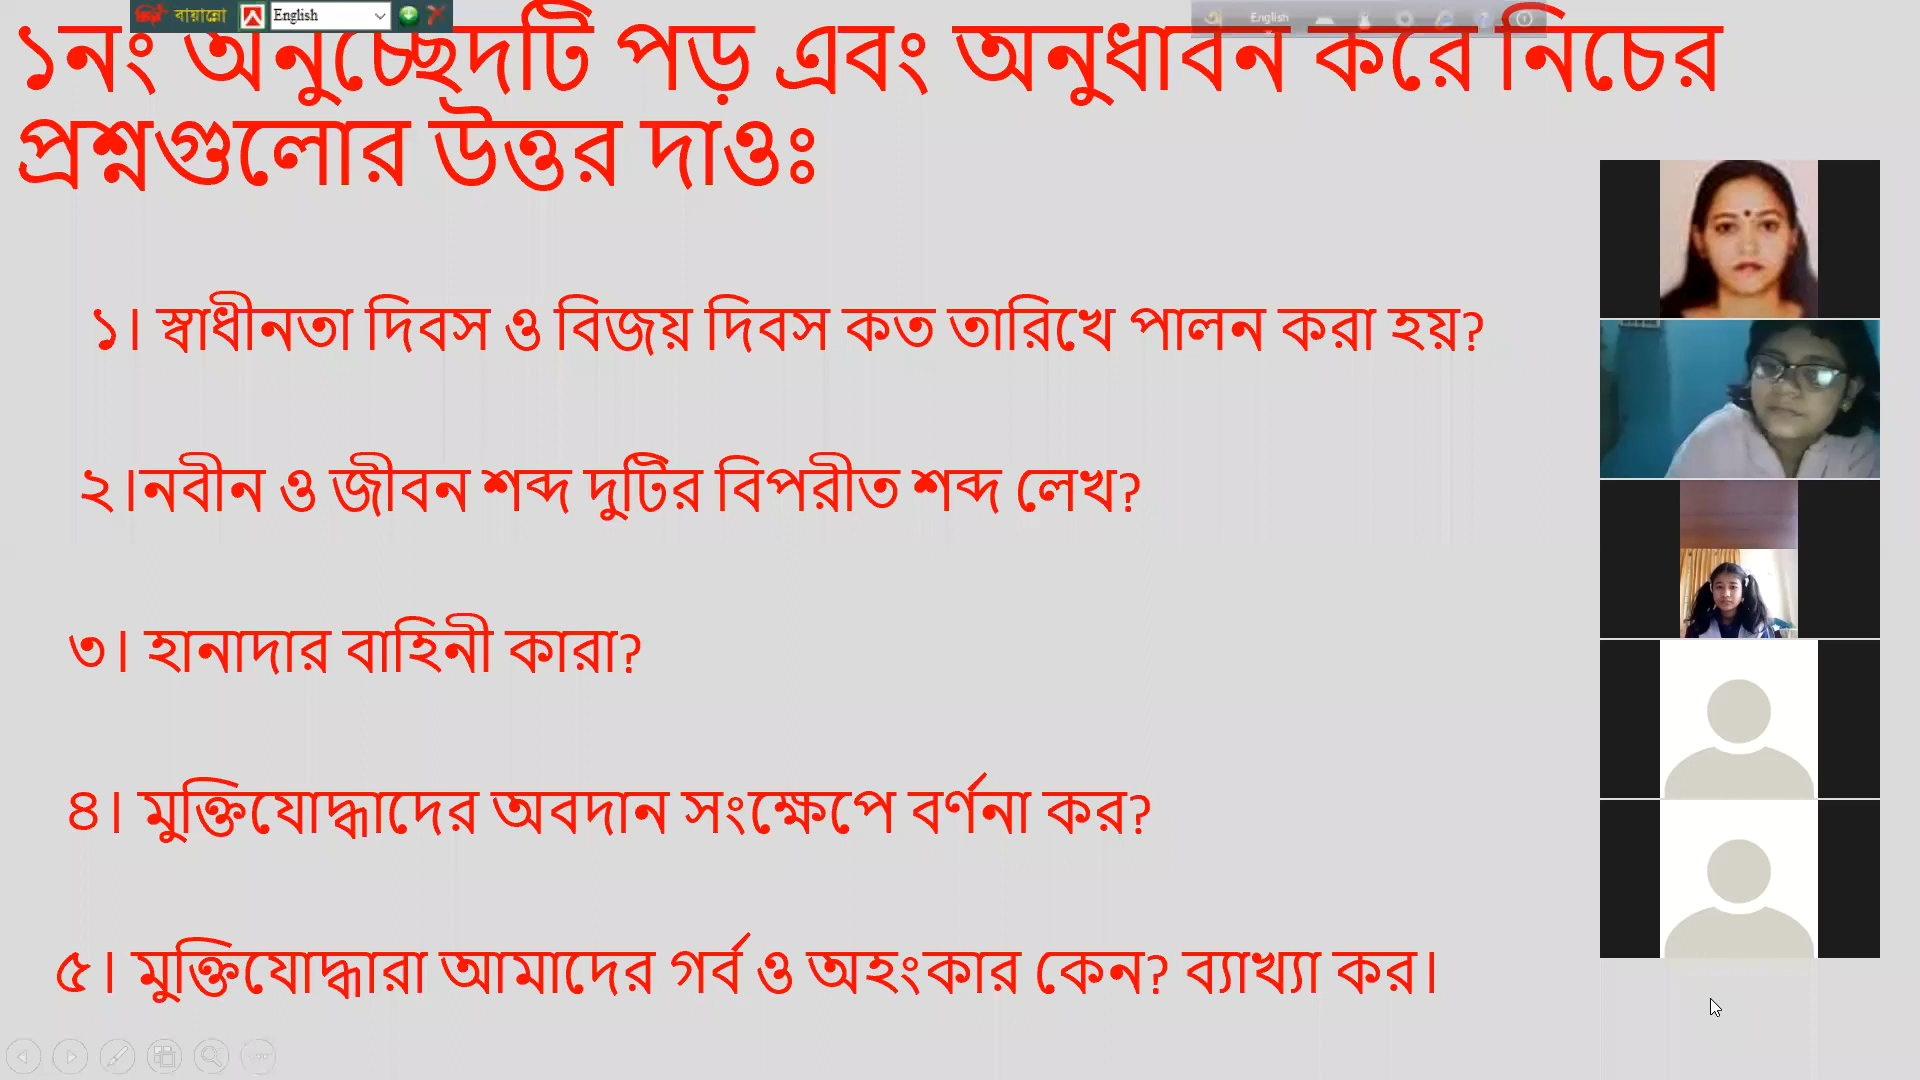 বায়ান্নো English
English
১নং অনুচ্ছেদটি পড় এবং অনুধাবন করে নিচের
প্রশ্নগুলোর উত্তর দাওঃ
১। স্বাধীনতা দিবস ও বিজয় দিবস কত তারিখে পালন করা হয়?
২।নবীন ও জীবন শব্দ দুটির বিপরীত শব্দ লেখ?
৩। হানাদার বাহিনী কারা?
৪। মুক্তিযোদ্ধাদের অবদান সংক্ষেপে বর্ণনা কর?
৫। মুক্তিযোদ্ধারা আমাদের গর্ব ও অহংকার কেন? ব্যাখ্যা কর।